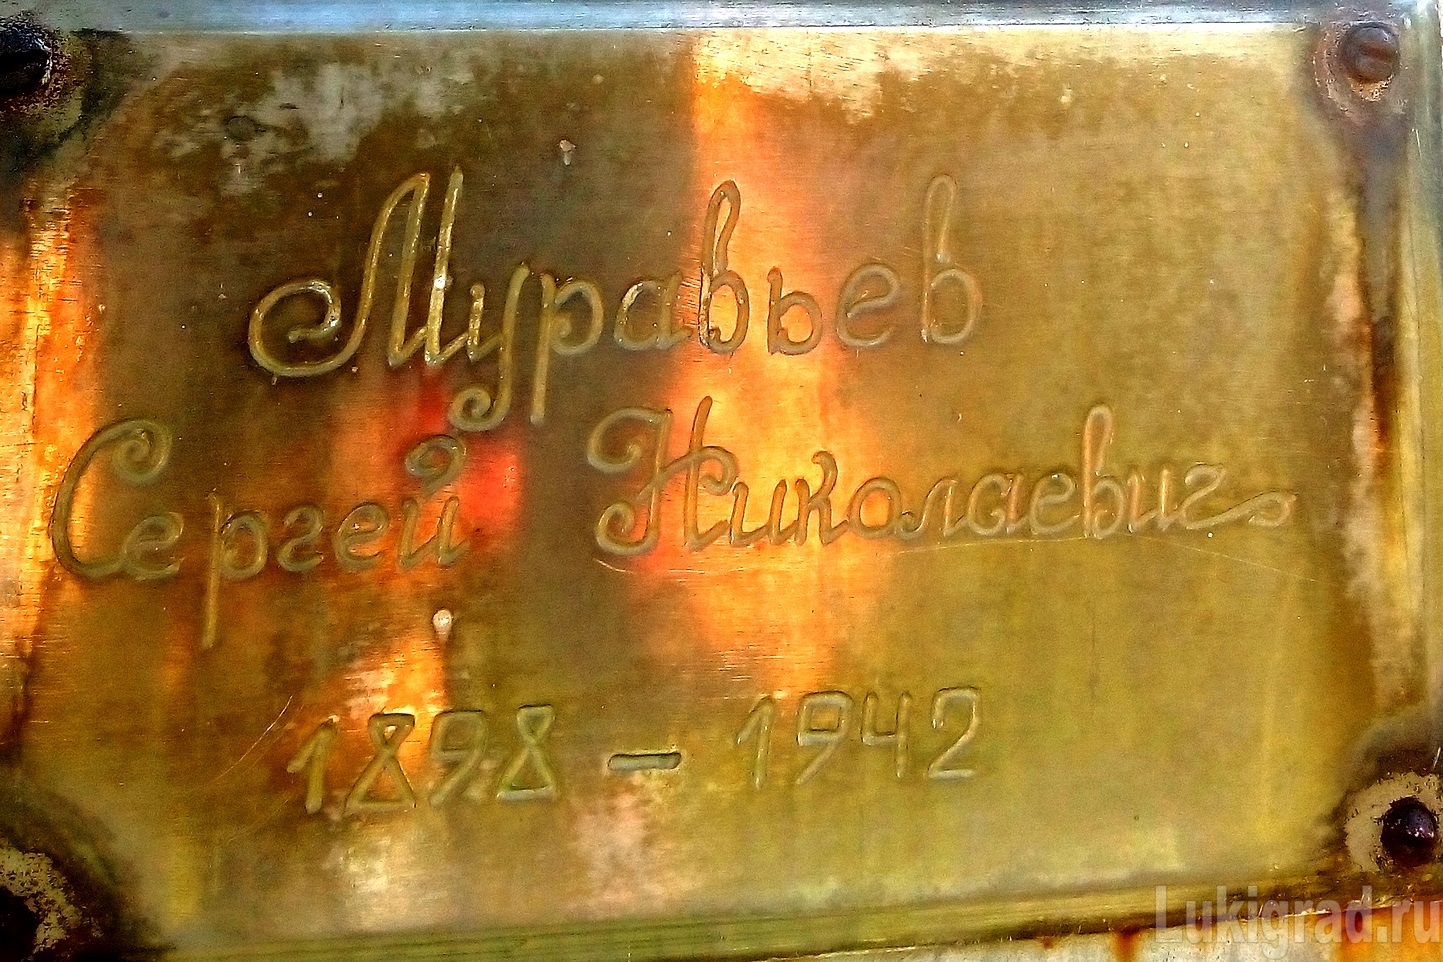 Муравьев
Сергей Николаевич
1898 - 1942
Lukigrad.ru